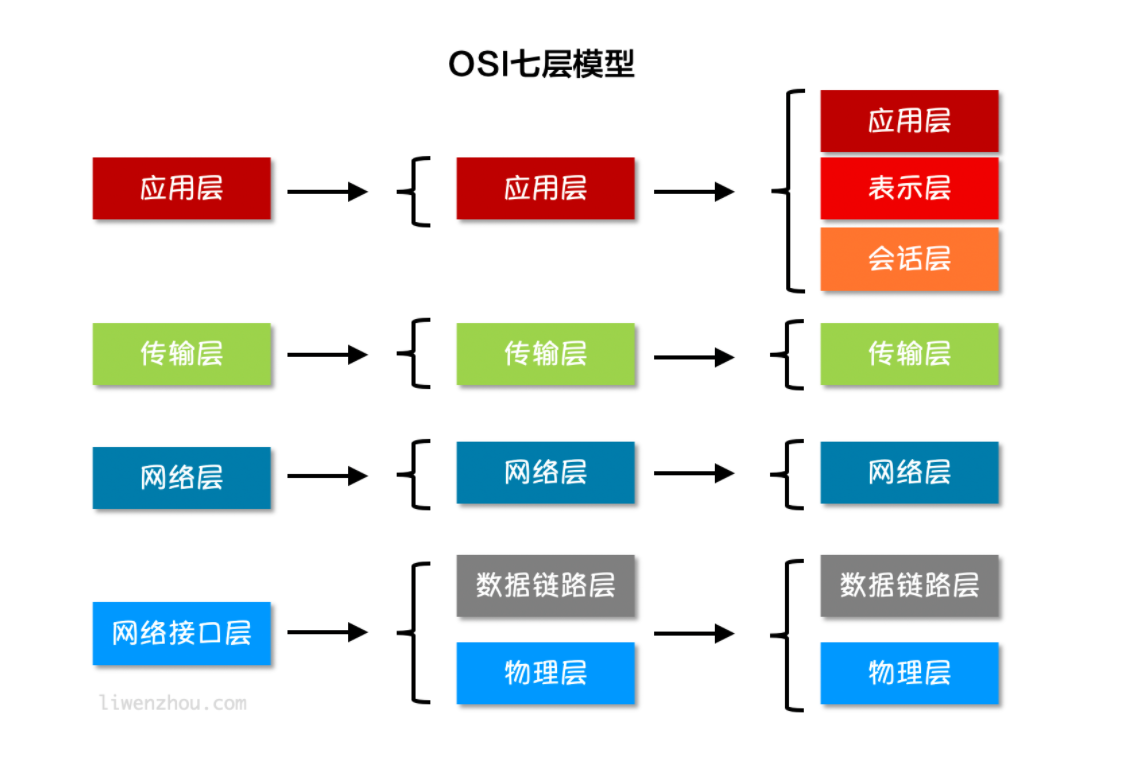 OSI七层模型
应用层
传输层
网络层
网络接口层
应用层
传输层
网络层
数据链路层
物理层
应用层
表示层
会话层
传输层
网络层
数据链路层
物理层
liwenzhou.com